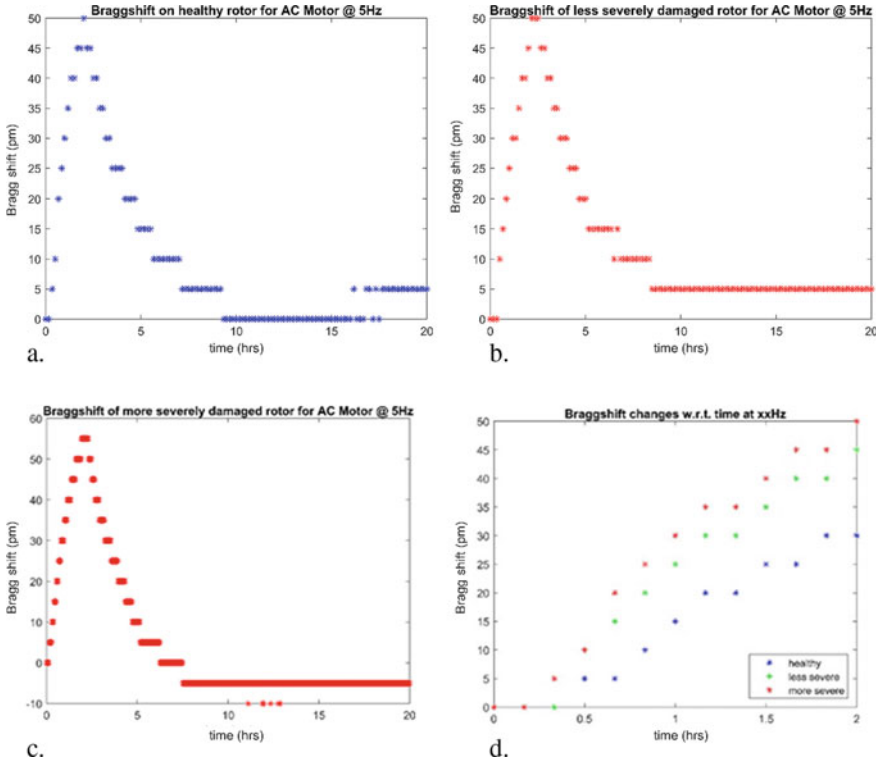 Braggshift on healthy rotor for AC Motor @ 5Hz
50
45
40
35
30
25
20
15
10
5
0
Bragg shift (pm)
0 5 10 15 20
time (hrs)
a.
Braggshift of less severely damaged rotor for AC Motor @ 5Hz
50
45
40
35
30
25
20
15
10
5
0
Bragg shift (pm)
0 5 10 15 20
time (hrs)
b.
Braggshift of more severely damaged rotor for AC Motor @ 5Hz
60
50
40
30
20
10
0
-10
Bragg shift (pm)
0 5 10 15 20
time (hrs)
c.
Braggshift changes w.r.t. time at xxHz
50
45
40
35
30
25
20
15
10
5
0
Bragg shift (pm)
0 0.5 1 1.5 2
time (hrs)
healthy
less severe
more severe
d.